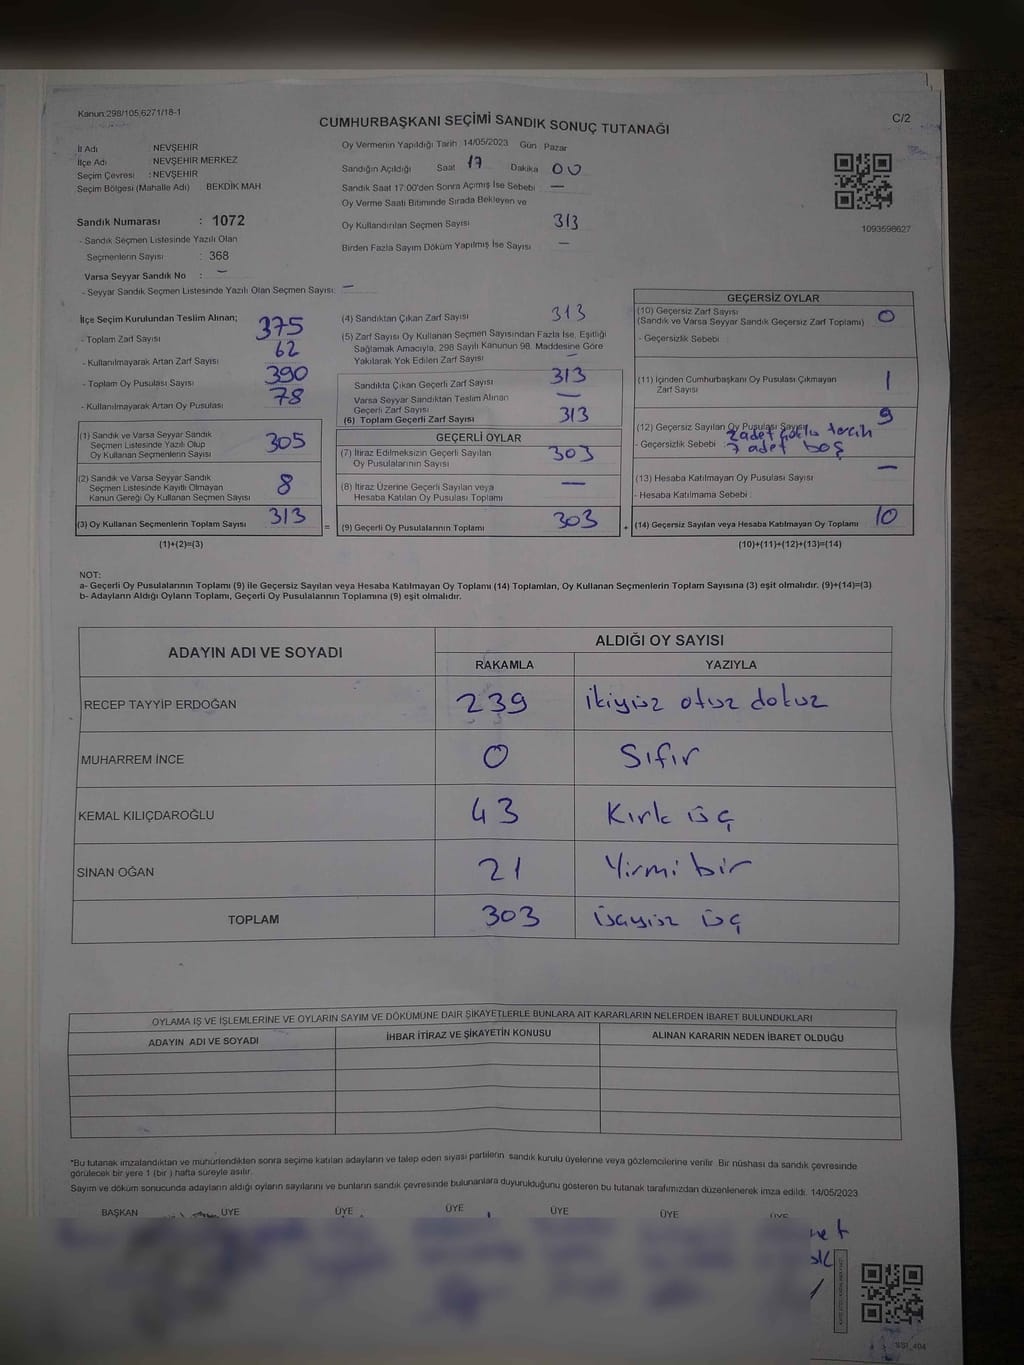 Kanun:298/105;6271/18-1
CUMHURBAŞKANI SEÇİMİ SANDIK SONUÇ TUTANAĞI
C/2
İl Adı NEVŞEHİR
İlçe Adı NEVŞEHİR MERKEZ
Seçim Çevresi : NEVŞEHİR
Seçim Bölgesi (Mahalle Adı) BEKDİK MAH
Sandık Numarası : 1072
- Sandık Seçmen Listesinde Yazılı Olan
Seçmenlerin Sayısı : 368
Varsa Seyyar Sandık No : –
- Seyyar Sandık Seçmen Listesinde Yazılı Olan Seçmen Sayısı: –
Oy Vermenin Yapıldığı Tarih 14/05/2023 Gün Pazar
Sandığın Açıldığı Saat 17 Dakika 00
Sandık Saat 17:00'den Sonra Açımış İse Sebebi –
Oy Verme Saati Bitiminde Sırada Bekleyen ve
Oy Kullandırılan Seçmen Sayısı 313
Birden Fazla Sayım Döküm Yapılmış İse Sayısı –
1093598627
İlçe Seçim Kurulundan Teslim Alınan;
- Toplam Zarf Sayısı 375
- Kullanılmayarak Artan Zarf Sayısı 62
- Toplam Oy Pusulası Sayısı 390
- Kullanılmayarak Artan Oy Pusulası 78
(1) Sandık ve Varsa Seyyar Sandık
Seçmen Listesinde Yazılı Olup
Oy Kullanan Seçmenlerin Sayısı 305
(2) Sandık ve Varsa Seyyar Sandık
Seçmen Listesinde Kayıtlı Olmayan
Kanun Gereği Oy Kullanan Seçmen Sayısı 8
(3) Oy Kullanan Seçmenlerin Toplam Sayısı 313
(1)+(2)=(3)
(4) Sandıktan Çıkan Zarf Sayısı 313
(5) Zarf Sayısı Oy Kullanan Seçmen Sayısından Fazla İse, Eşitliği
Sağlamak Amacıyla, 298 Sayılı Kanunun 98. Maddesine Göre
Yakılarak Yok Edilen Zarf Sayısı –
Sandıkta Çıkan Geçerli Zarf Sayısı 313
Varsa Seyyar Sandıktan Teslim Alınan
Geçerli Zarf Sayısı –
(6) Toplam Geçerli Zarf Sayısı 313
GEÇERLİ OYLAR
(7) İtiraz Edilmeksizin Geçerli Sayılan
Oy Pusulalarının Sayısı 303
(8) İtiraz Üzerine Geçerli Sayılan veya
Hesaba Katılan Oy Pusulası Toplamı –
= (9) Geçerli Oy Pusulalarının Toplamı 303 +
GEÇERSİZ OYLAR
(10) Geçersiz Zarf Sayısı
(Sandık ve Varsa Seyyar Sandık Geçersiz Zarf Toplamı) 0
- Geçersizlik Sebebi :
(11) İçinden Cumhurbaşkanı Oy Pusulası Çıkmayan
Zarf Sayısı 1
(12) Geçersiz Sayılan Oy Pusulası Sayısı 9
2 adet çoklu tercih
- Geçersizlik Sebebi : 7 adet boş
(13) Hesaba Katılmayan Oy Pusulası Sayısı –
- Hesaba Katılmama Sebebi :
(14) Geçersiz Sayılan veya Hesaba Katılmayan Oy Toplamı 10
(10)+(11)+(12)+(13)=(14)
NOT:
a- Geçerli Oy Pusulalarının Toplamı (9) ile Geçersiz Sayılan veya Hesaba Katılmayan Oy Toplamı (14) Toplamları, Oy Kullanan Seçmenlerin Toplam Sayısına (3) eşit olmalıdır. (9)+(14)=(3)
b- Adayların Aldığı Oyların Toplamı, Geçerli Oy Pusulalarının Toplamına (9) eşit olmalıdır.
ADAYIN ADI VE SOYADI ALDIĞI OY SAYISI
RAKAMLA YAZIYLA
RECEP TAYYİP ERDOĞAN 239 ikiyüz otuz dokuz
MUHARREM İNCE 0 Sıfır
KEMAL KILIÇDAROĞLU 43 Kırk üç
SİNAN OĞAN 21 Yirmi bir
TOPLAM 303 üçyüz üç
OYLAMA İŞ VE İŞLEMLERİNE VE OYLARIN SAYIM VE DÖKÜMÜNE DAİR ŞİKAYETLERLE BUNLARA AİT KARARLARIN NELERDEN İBARET BULUNDUKLARI
ADAYIN ADI VE SOYADI İHBAR İTİRAZ VE ŞİKAYETİN KONUSU ALINAN KARARIN NEDEN İBARET OLDUĞU
*Bu tutanak imzalandıktan ve mühürlendikten sonra seçime katılan adayların ve talep eden siyasi partilerin sandık kurulu üyelerine veya gözlemcilerine verilir. Bir nüshası da sandık çevresinde
görülecek bir yere 1 (bir ) hafta süreyle asılır.
Sayım ve döküm sonucunda adayların aldığı oyların sayılarını ve bunların sandık çevresinde bulunanlara duyurulduğunu gösteren bu tutanak tarafımızdan düzenlenerek imza edildi. 14/05/2023
BAŞKAN ÜYE ÜYE ÜYE ÜYE ÜYE ÜYE